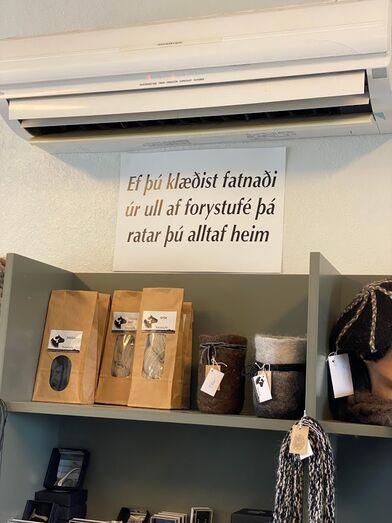 Ef þú klæðist fatnaði
úr ull af forystufé þá
ratar þú alltaf heim